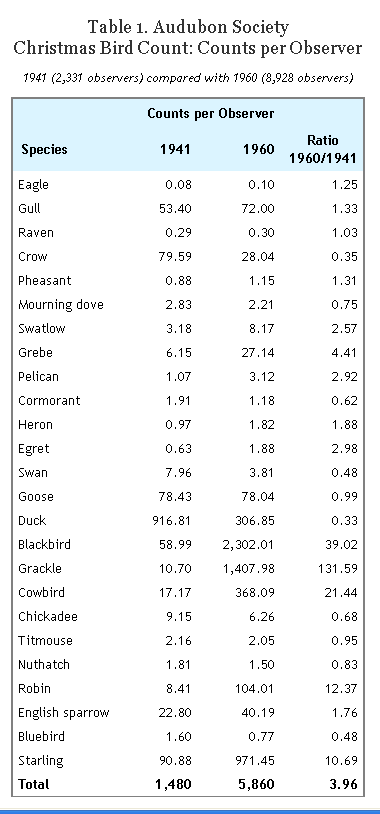 Table 1. Audubon Society
Christmas Bird Count: Counts per Observer
1941 (2,331 observers) compared with 1960 (8,928 observers)
Counts per Observer
Species 1941 1960 Ratio 1960/1941
Eagle 0.08 0.10 1.25
Gull 53.40 72.00 1.33
Raven 0.29 0.30 1.03
Crow 79.59 28.04 0.35
Pheasant 0.88 1.15 1.31
Mourning dove 2.83 2.21 0.75
Swatlow 3.18 8.17 2.57
Grebe 6.15 27.14 4.41
Pelican 1.07 3.12 2.92
Cormorant 1.91 1.18 0.62
Heron 0.97 1.82 1.88
Egret 0.63 1.88 2.98
Swan 7.96 3.81 0.48
Goose 78.43 78.04 0.99
Duck 916.81 306.85 0.33
Blackbird 58.99 2,302.01 39.02
Grackle 10.70 1,407.98 131.59
Cowbird 17.17 368.09 21.44
Chickadee 9.15 6.26 0.68
Titmouse 2.16 2.05 0.95
Nuthatch 1.81 1.50 0.83
Robin 8.41 104.01 12.37
English sparrow 22.80 40.19 1.76
Bluebird 1.60 0.77 0.48
Starling 90.88 971.45 10.69
Total 1,480 5,860 3.96